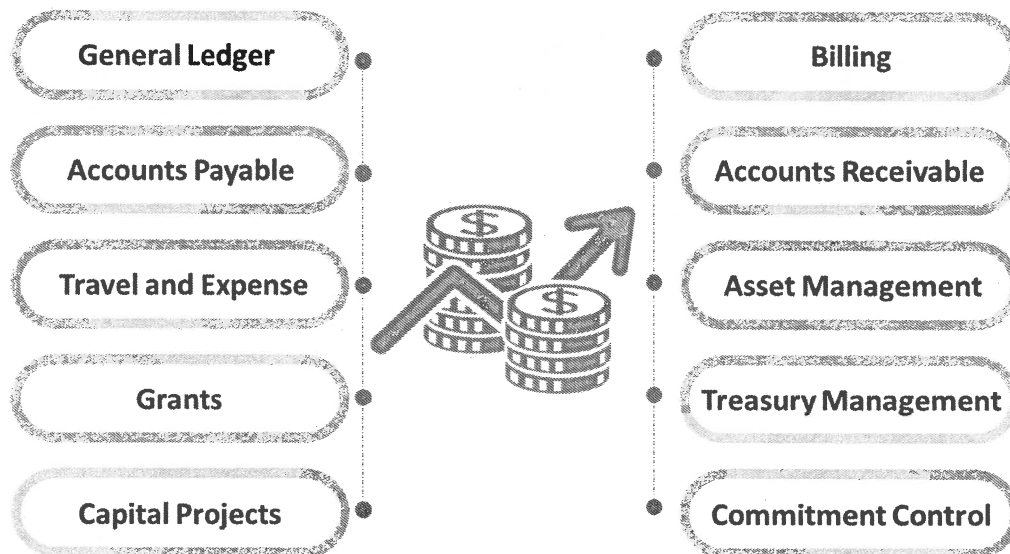 General Ledger
Accounts Payable
Travel and Expense
Grants
Capital Projects
$
$
Billing
Accounts Receivable
Asset Management
Treasury Management
Commitment Control